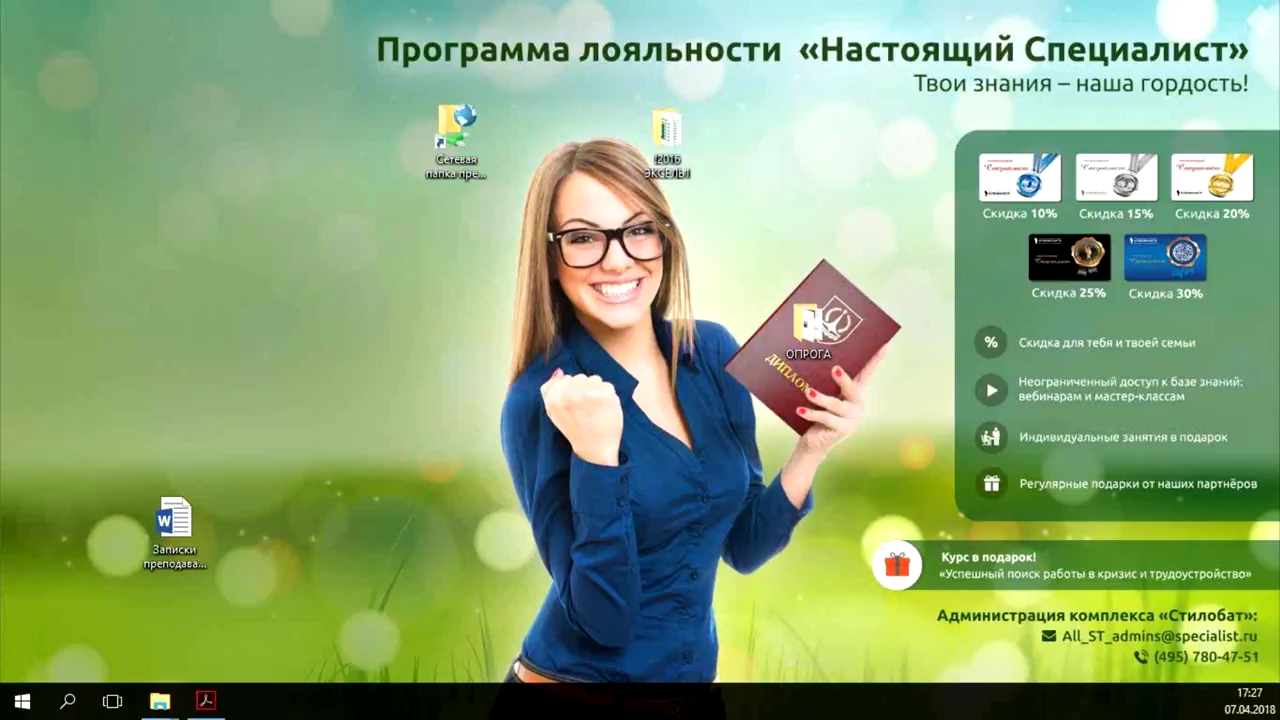 Программа лояльности «Настоящий Специалист»
Твои знания – наша гордость!
Сетевая
папка пре...
!2016
ЭКСЕЛЬ!
Специалист
Специалист
Специалист
Скидка 10%
Скидка 15%
Скидка 20%
Скидка 25%
Скидка 30%
ОПРОГА
ДИПЛОМ
% Скидка для тебя и твоей семьи
Неограниченный доступ к базе знаний:
вебинарам и мастер-классам
Индивидуальные занятия в подарок
Регулярные подарки от наших партнёров
W
Записки
преподава...
Курс в подарок!
«Успешный поиск работы в кризис и трудоустройство»
Администрация комплекса «Стилобат»:
All_ST_admins@specialist.ru
(495) 780-47-51
17:27
07.04.2018